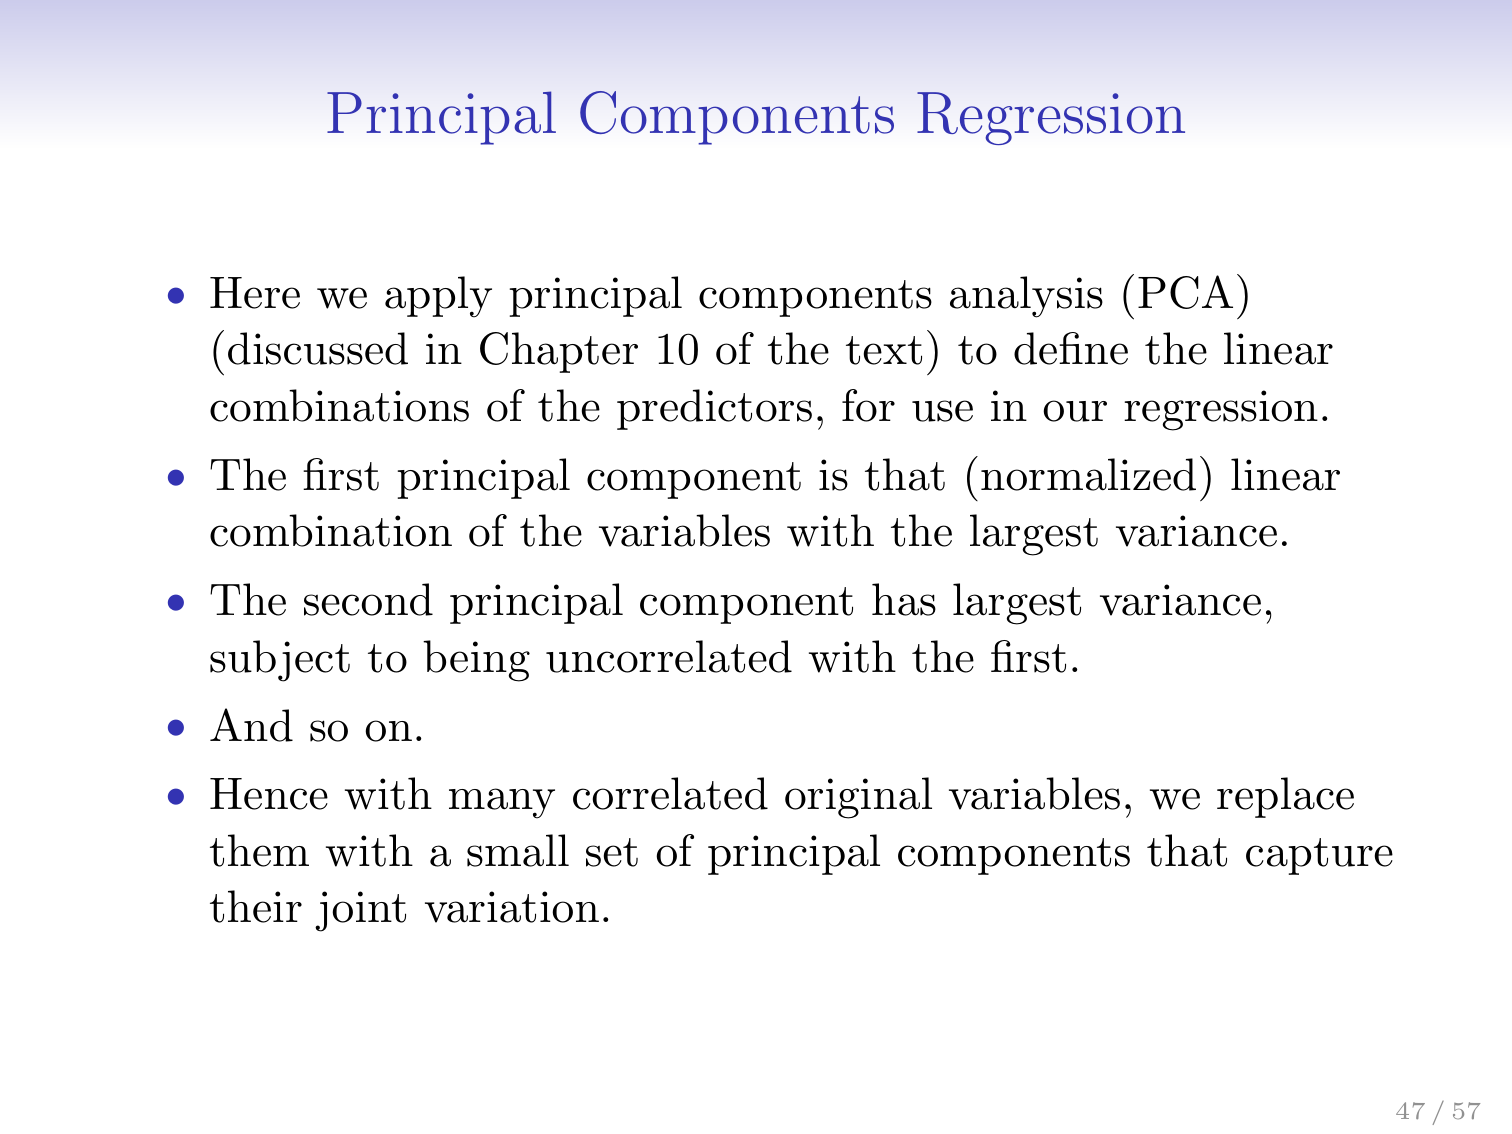 Principal Components Regression
• Here we apply principal components analysis (PCA)
(discussed in Chapter 10 of the text) to define the linear
combinations of the predictors, for use in our regression.
• The first principal component is that (normalized) linear
combination of the variables with the largest variance.
• The second principal component has largest variance,
subject to being uncorrelated with the first.
• And so on.
• Hence with many correlated original variables, we replace
them with a small set of principal components that capture
their joint variation.
47 / 57